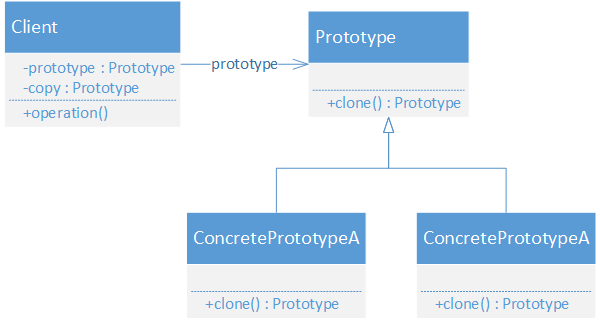 Client
-prototype : Prototype
-copy : Prototype
+operation()
prototype
Prototype
+clone() : Prototype
ConcretePrototypeA
+clone() : Prototype
ConcretePrototypeA
+clone() : Prototype